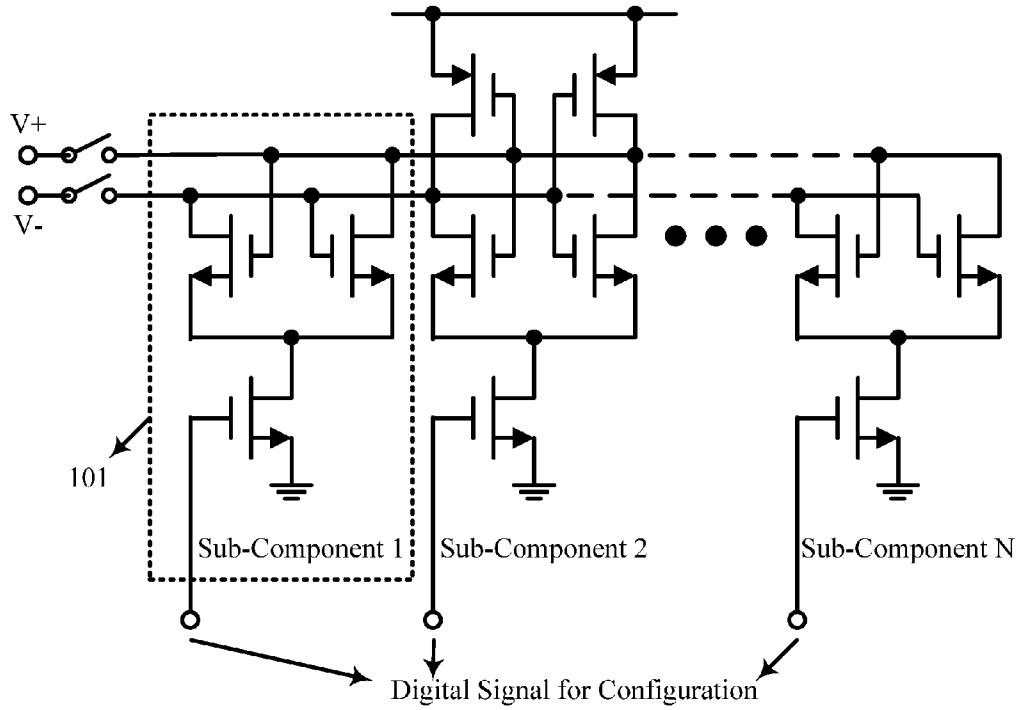 V+
V-
101
Sub-Component 1
Sub-Component 2
Sub-Component N
Digital Signal for Configuration